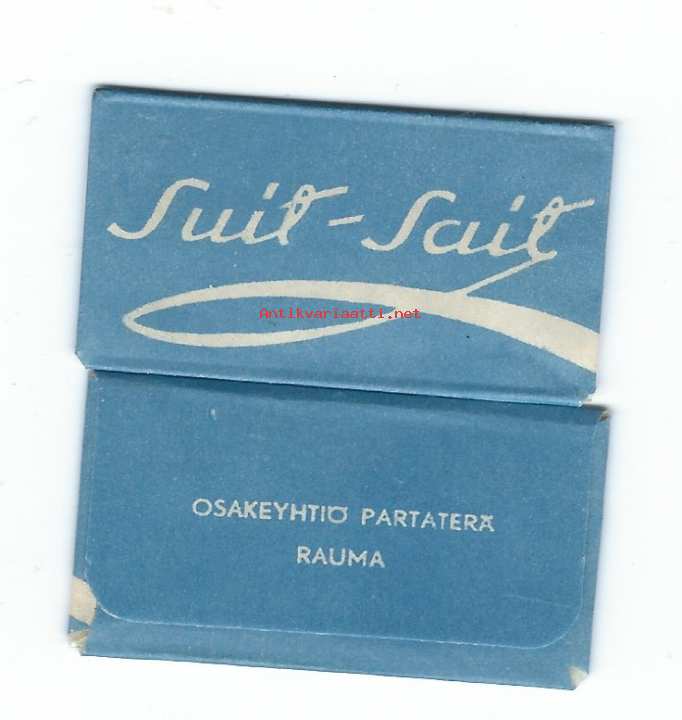 Suit-Sait
Antikvariaatti.net
OSAKEYHTIÖ PARTATERÄ
RAUMA